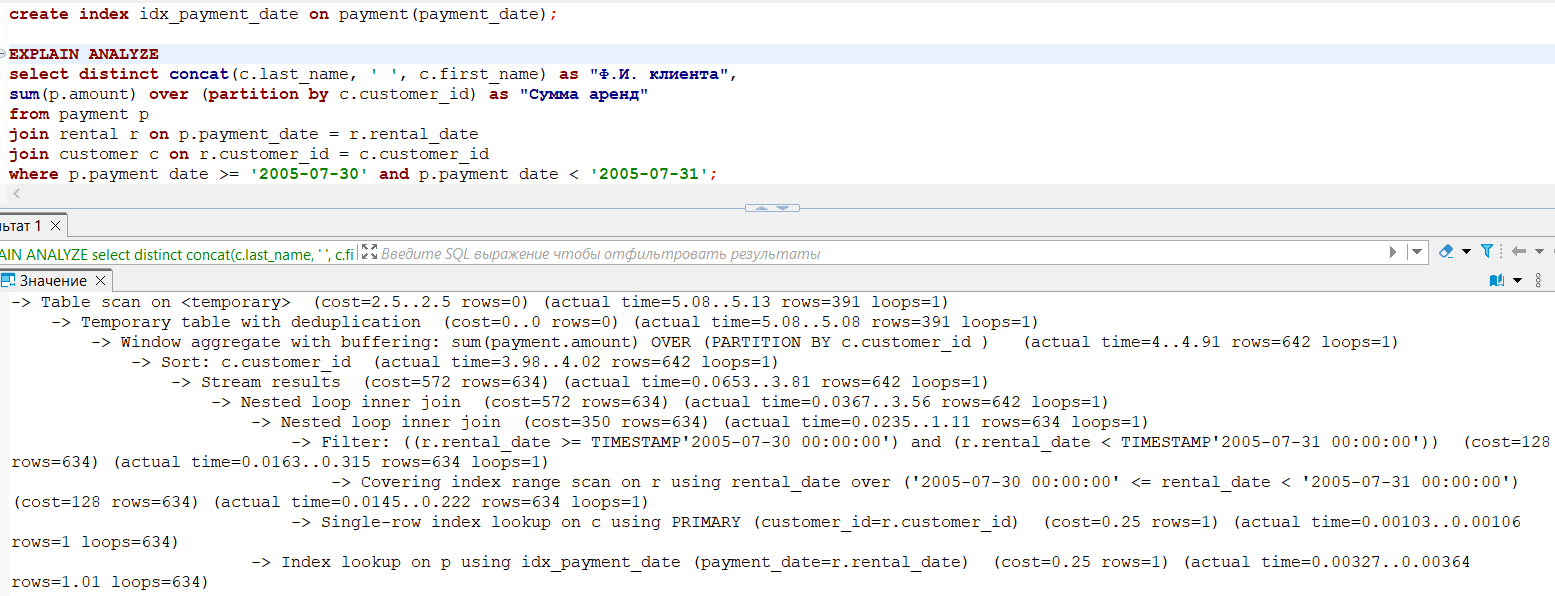 create index idx_payment_date on payment(payment_date);
EXPLAIN ANALYZE
select distinct concat(c.last_name, ' ', c.first_name) as "Ф.И. клиента",
sum(p.amount) over (partition by c.customer_id) as "Сумма аренд"
from payment p
join rental r on p.payment_date = r.rental_date
join customer c on r.customer_id = c.customer_id
where p.payment_date >= '2005-07-30' and p.payment_date < '2005-07-31';
льтат 1
AIN ANALYZE select distinct concat(c.last_name, ' ', c.fi Введите SQL выражение чтобы отфильтровать результаты
Значение
-> Table scan on <temporary>  (cost=2.5..2.5 rows=0) (actual time=5.08..5.13 rows=391 loops=1)
-> Temporary table with deduplication  (cost=0..0 rows=0) (actual time=5.08..5.08 rows=391 loops=1)
-> Window aggregate with buffering: sum(payment.amount) OVER (PARTITION BY c.customer_id )   (actual time=4..4.91 rows=642 loops=1)
-> Sort: c.customer_id  (actual time=3.98..4.02 rows=642 loops=1)
-> Stream results  (cost=572 rows=634) (actual time=0.0653..3.81 rows=642 loops=1)
-> Nested loop inner join  (cost=572 rows=634) (actual time=0.0367..3.56 rows=642 loops=1)
-> Nested loop inner join  (cost=350 rows=634) (actual time=0.0235..1.11 rows=634 loops=1)
-> Filter: ((r.rental_date >= TIMESTAMP'2005-07-30 00:00:00') and (r.rental_date < TIMESTAMP'2005-07-31 00:00:00'))  (cost=128
rows=634) (actual time=0.0163..0.315 rows=634 loops=1)
-> Covering index range scan on r using rental_date over ('2005-07-30 00:00:00' <= rental_date < '2005-07-31 00:00:00')
(cost=128 rows=634) (actual time=0.0145..0.222 rows=634 loops=1)
-> Single-row index lookup on c using PRIMARY (customer_id=r.customer_id)  (cost=0.25 rows=1) (actual time=0.00103..0.00106
rows=1 loops=634)
-> Index lookup on p using idx_payment_date (payment_date=r.rental_date)  (cost=0.25 rows=1) (actual time=0.00327..0.00364
rows=1.01 loops=634)